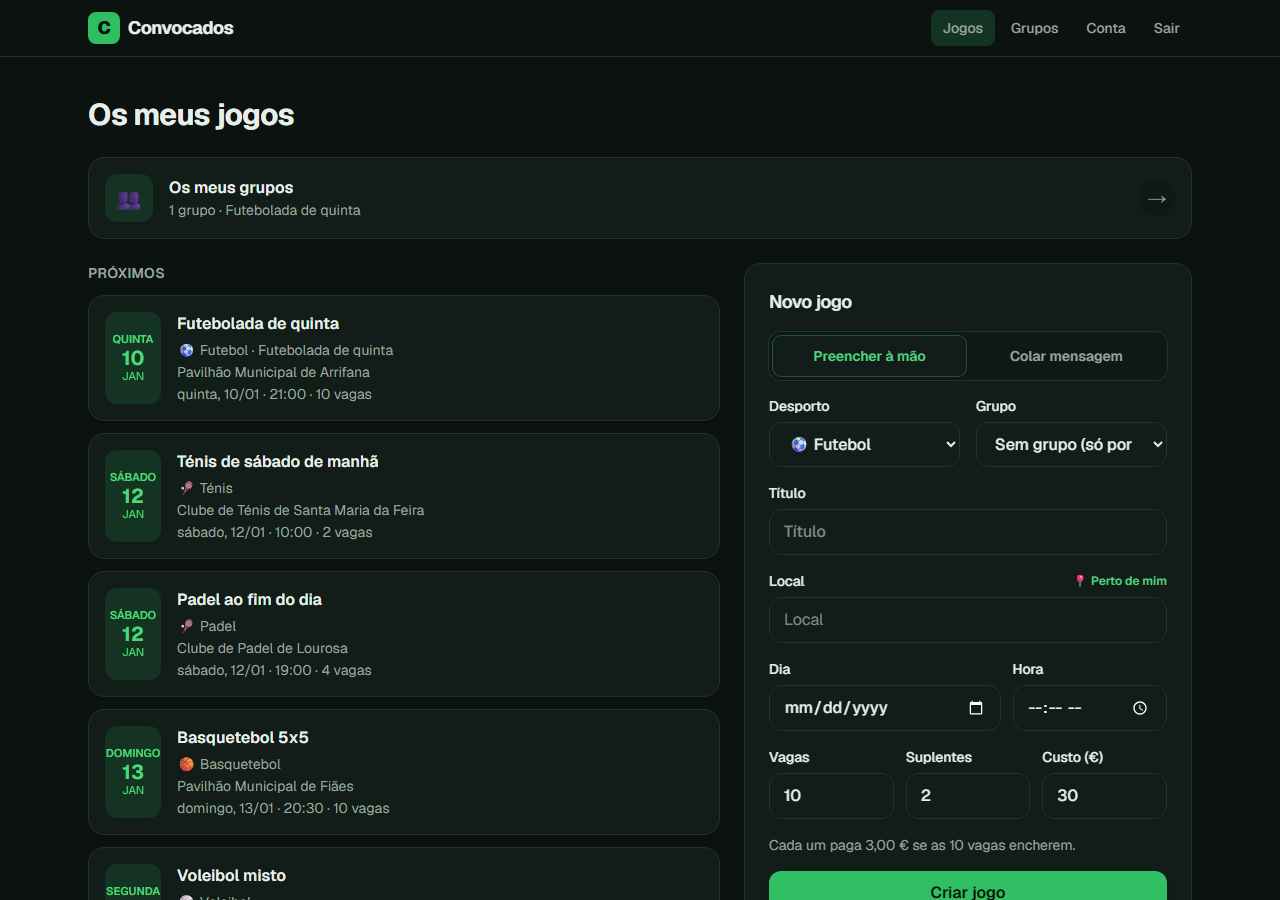 C Convocados
Jogos Grupos Conta Sair
Os meus jogos
Os meus grupos
1 grupo · Futebolada de quinta
→
PRÓXIMOS
QUINTA
10
JAN
Futebolada de quinta
⚽ Futebol · Futebolada de quinta
Pavilhão Municipal de Arrifana
quinta, 10/01 · 21:00 · 10 vagas
SÁBADO
12
JAN
Ténis de sábado de manhã
Ténis
Clube de Ténis de Santa Maria da Feira
sábado, 12/01 · 10:00 · 2 vagas
SÁBADO
12
JAN
Padel ao fim do dia
Padel
Clube de Padel de Lourosa
sábado, 12/01 · 19:00 · 4 vagas
DOMINGO
13
JAN
Basquetebol 5x5
Basquetebol
Pavilhão Municipal de Fiães
domingo, 13/01 · 20:30 · 10 vagas
SEGUNDA
Voleibol misto
Voleibol
Novo jogo
Preencher à mão Colar mensagem
Desporto Grupo
Futebol Sem grupo (só por
Título
Título
Local Perto de mim
Local
Dia Hora
mm/dd/yyyy --:-- --
Vagas Suplentes Custo (€)
10 2 30
Cada um paga 3,00 € se as 10 vagas encherem.
Criar jogo